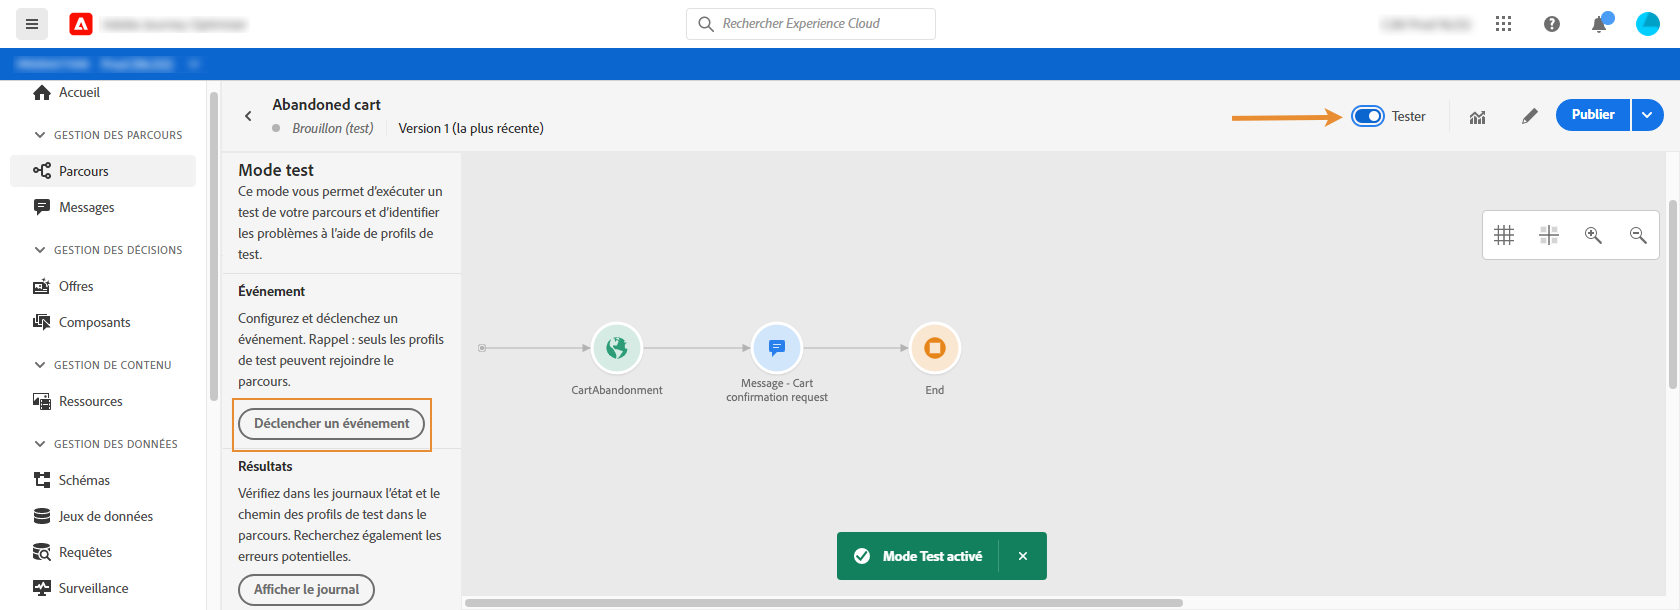 Rechercher Experience Cloud
Accueil
GESTION DES PARCOURS
Parcours
Messages
GESTION DES DÉCISIONS
Offres
Composants
GESTION DE CONTENU
Ressources
GESTION DES DONNÉES
Schémas
Jeux de données
Requêtes
Surveillance
Abandoned cart
Brouillon (test)
Version 1 (la plus récente)
Tester
Publier
Mode test
Ce mode vous permet d'exécuter un
test de votre parcours et d'identifier
les problèmes à l'aide de profils de
test.
Événement
Configurez et déclenchez un
événement. Rappel : seuls les profils
de test peuvent rejoindre le
parcours.
Déclencher un événement
Résultats
Vérifiez dans les journaux l'état et le
chemin des profils de test dans le
parcours. Recherchez également les
erreurs potentielles.
Afficher le journal
CartAbandonment
Message - Cart
confirmation request
End
Mode Test activé